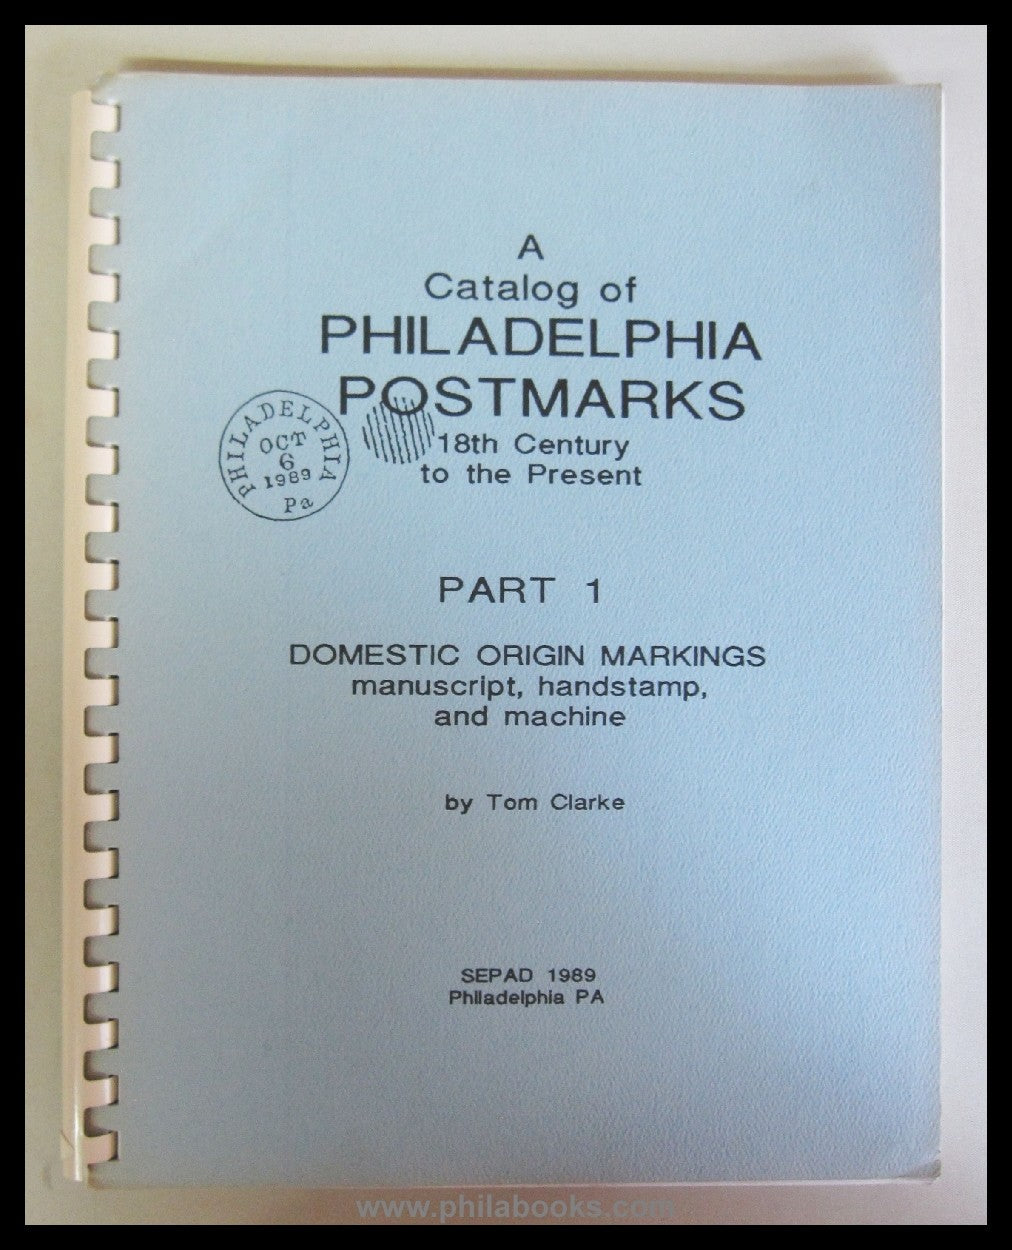 A
Catalog of
PHILADELPHIA
POSTMARKS
18th Century
to the Present
PHILADELPHIA
OCT
6
1989
Pa
PART 1
DOMESTIC ORIGIN MARKINGS
manuscript, handstamp,
and machine
by Tom Clarke
SEPAD 1989
Philadelphia PA
www.philabooks.com